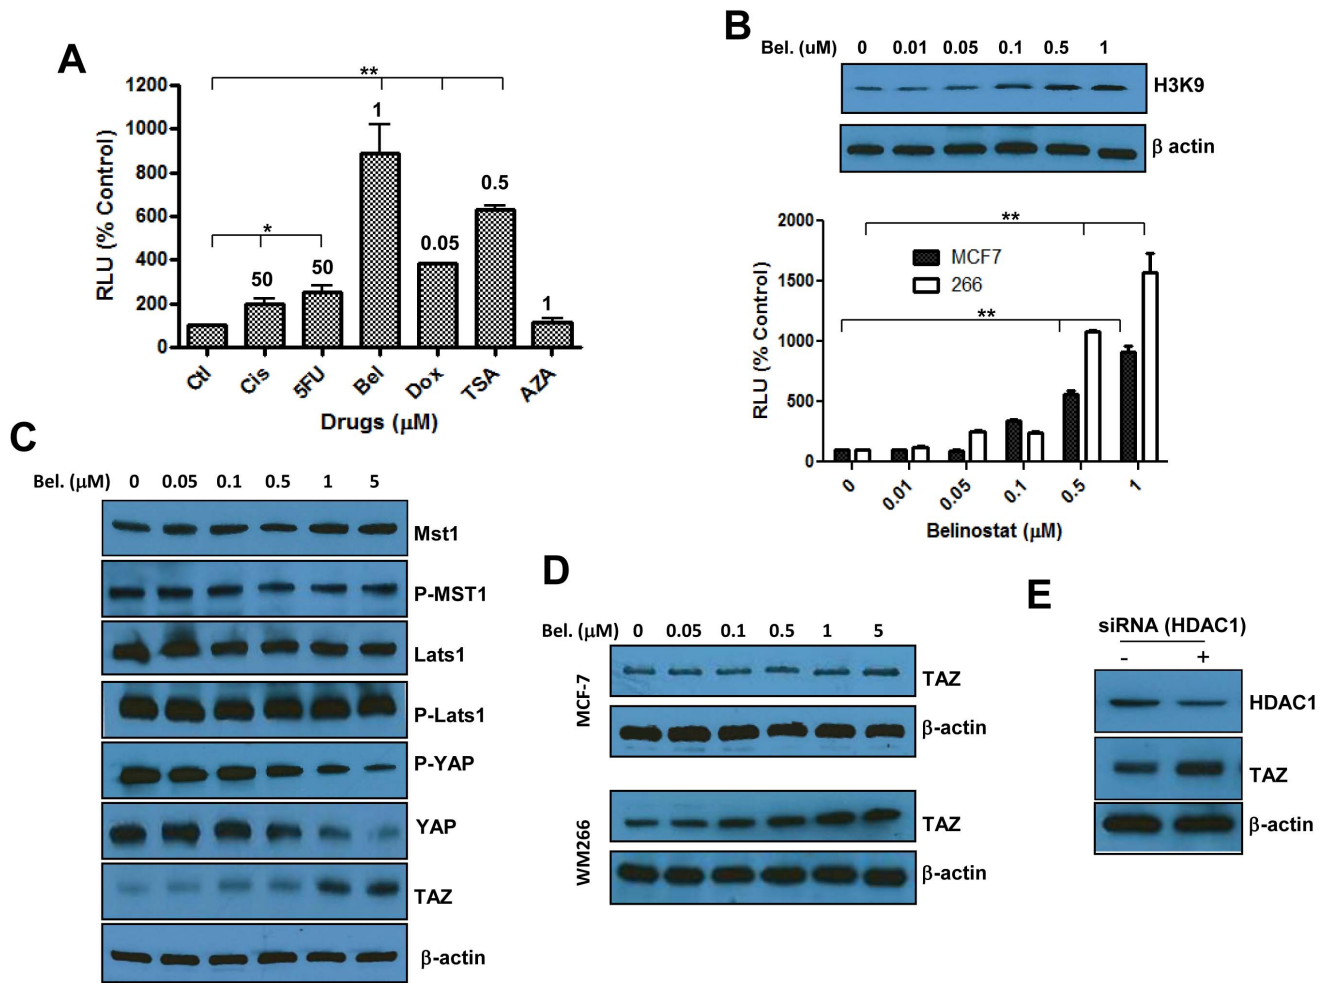 A
RLU (% Control)
1200
1000
800
600
400
200
0
**
*
50
50
1
0.05
0.5
1
Ctl Cis 5FU Bel Dox TSA AZA
Drugs (μM)
B
Bel. (uM) 0 0.01 0.05 0.1 0.5 1
H3K9
β actin
RLU (% Control)
2000
1500
1000
500
0
**
**
MCF7
266
0 0.01 0.05 0.1 0.5 1
Belinostat (μM)
C
Bel. (μM) 0 0.05 0.1 0.5 1 5
Mst1
P-MST1
Lats1
P-Lats1
P-YAP
YAP
TAZ
β-actin
D
Bel. (μM) 0 0.05 0.1 0.5 1 5
MCF-7
TAZ
β-actin
WM266
TAZ
β-actin
E
siRNA (HDAC1)
- +
HDAC1
TAZ
β-actin